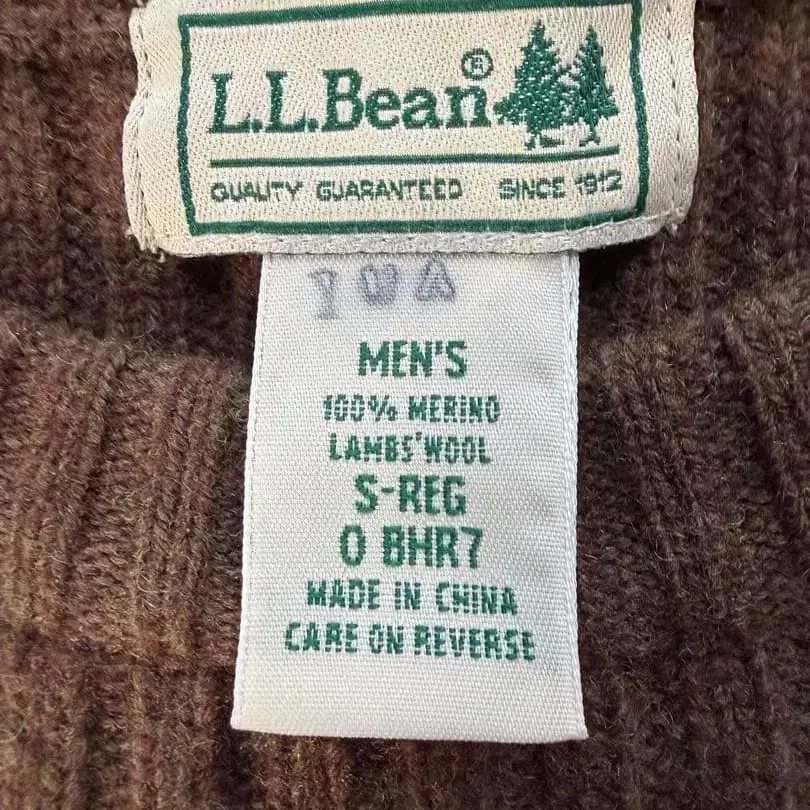 L.L.Bean®
QUALITY GUARANTEED SINCE 1912
1 W A
MEN'S
100% MERINO
LAMBS' WOOL
S-REG
0 BHR7
MADE IN CHINA
CARE ON REVERSE